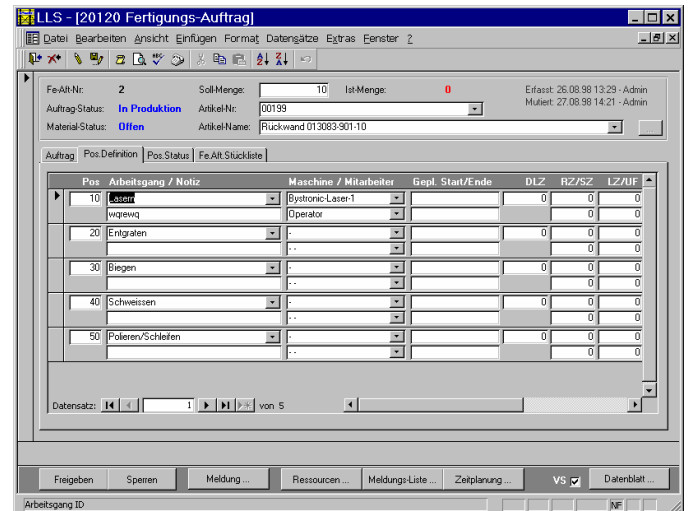 LLS - [20120 Fertigungs-Auftrag]
Datei Bearbeiten Ansicht Einfügen Format Datensätze Extras Fenster ?
Fe-Aft-Nr: 2 Soll-Menge: 10 Ist-Menge: 0 Erfasst: 26.08.98 13:29 - Admin
Auftrag-Status: In Produktion Artikel-Nr: 00199 Mutiert: 27.08.98 14:21 - Admin
Material-Status: Offen Artikel-Name: Rückwand 013083-901-10 ...
Auftrag Pos.Definition Pos.Status Fe.Aft.Stückliste
Pos Arbeitsgang / Notiz Maschine / Mitarbeiter Gepl. Start/Ende DLZ RZ/SZ LZ/UF
10 Lasern Bystronic-Laser-1 0 0 0
wqrewq Operator 0 0
20 Entgraten - 0 0 0
- - 0 0
30 Biegen - 0 0 0
- - 0 0
40 Schweissen - 0 0 0
- - 0 0
50 Polieren/Schleifen - 0 0 0
- - 0 0
Datensatz: 1 von 5
Freigeben Sperren Meldung ... Ressourcen ... Meldungs-Liste ... Zeitplanung ... VS Datenblatt ...
Arbeitsgang ID NF